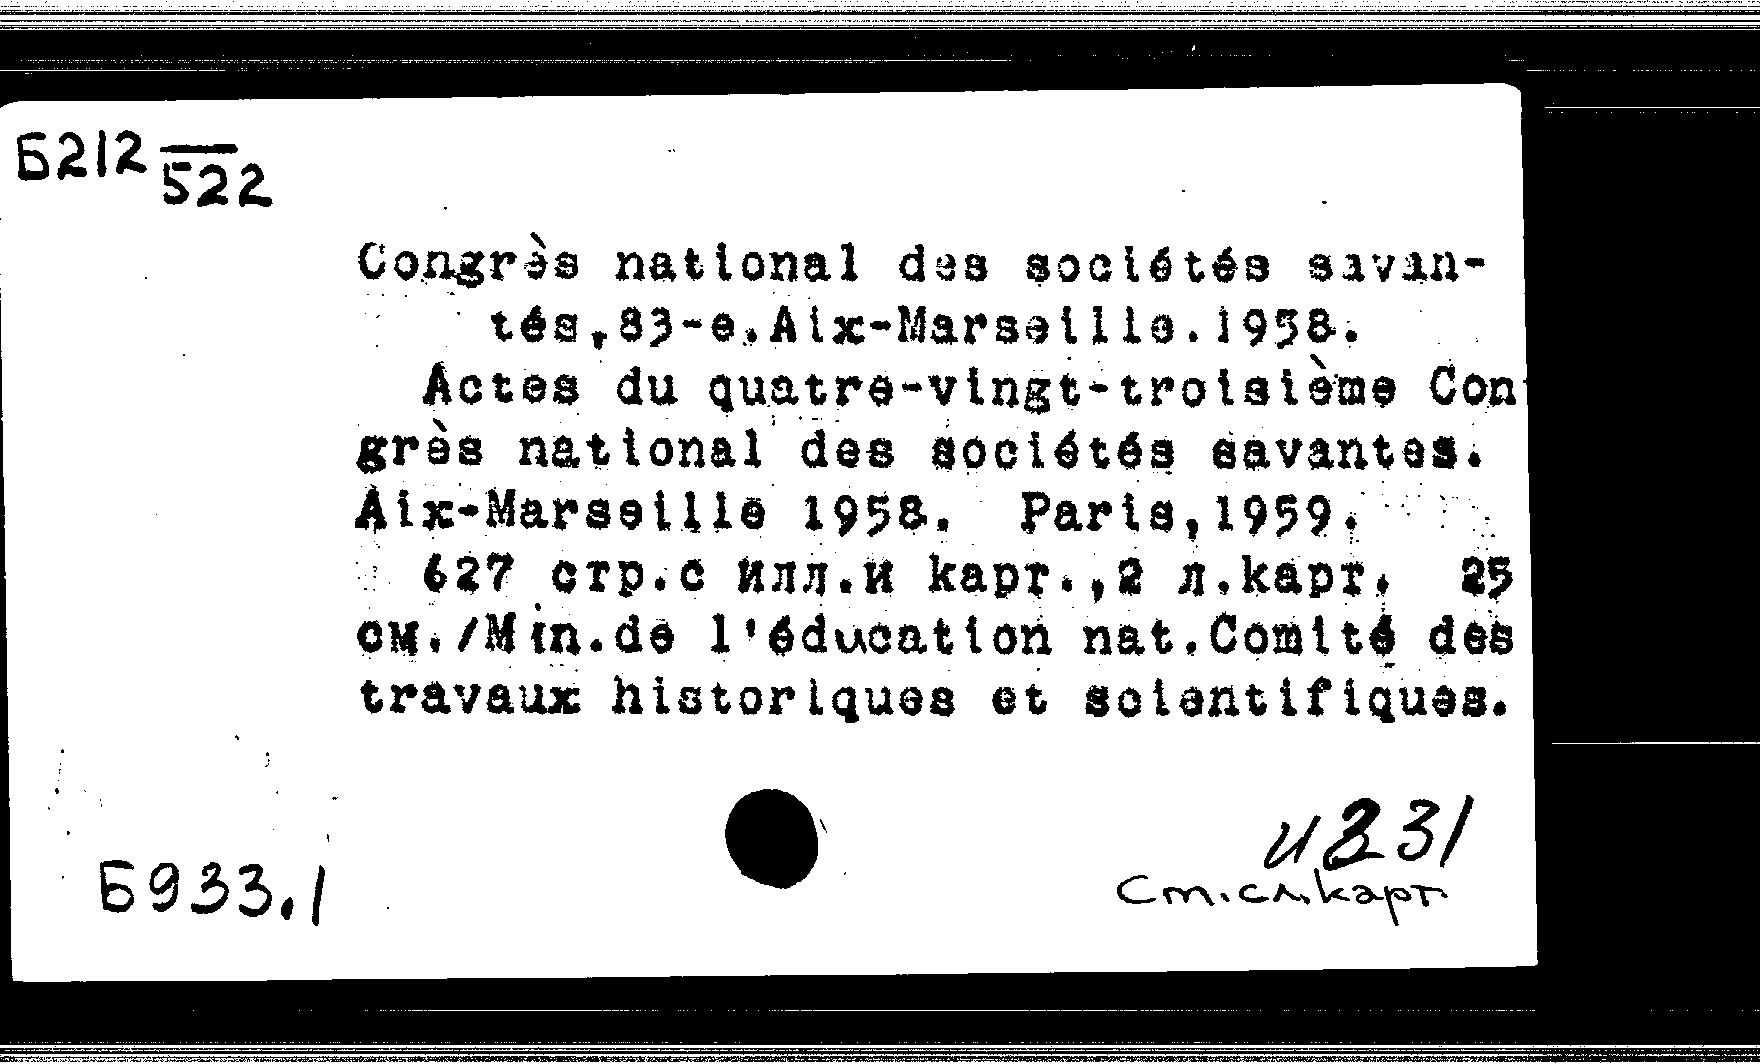 Б212 522
Congrès national des sociétés savan-
tés,83-e.Aix-Marseille.1958.
Actes du quatre-vingt-troisième Con-
grès national des sociétés savantes.
Aix-Marseille 1958. Paris,1959.
627 стр.с илл.и карт.,2 л.карт. 25
см./Min.de l'éducation nat.Comité des
travaux historiques et scientifiques.
Б933.1
И231
Ст.сл.карт.